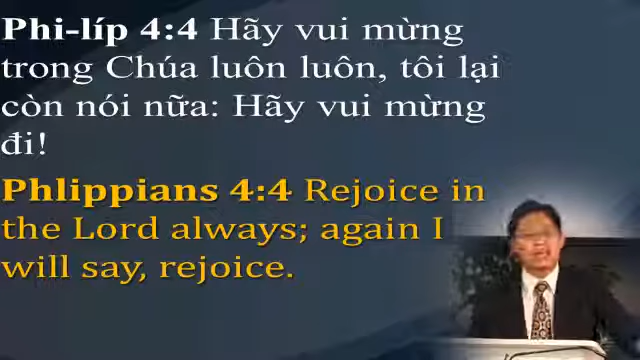 Phi-líp 4:4 Hãy vui mừng
trong Chúa luôn luôn, tôi lại
còn nói nữa: Hãy vui mừng
đi!
Phlippians 4:4 Rejoice in
the Lord always; again I
will say, rejoice.